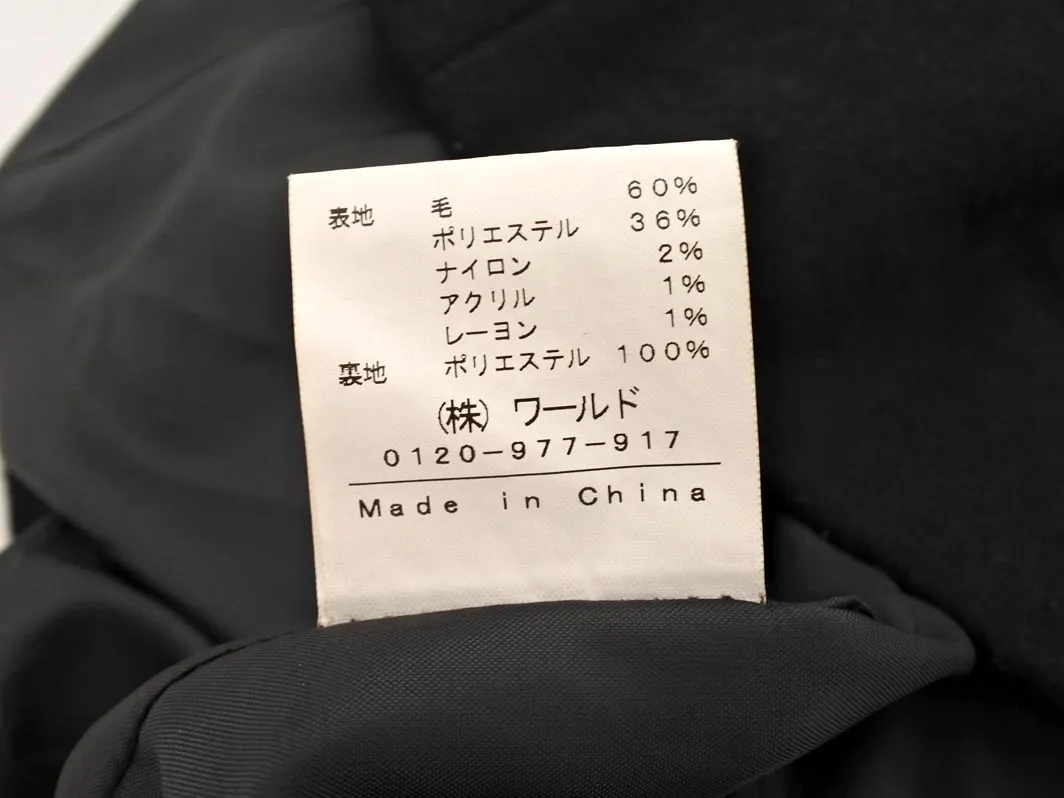 表地 毛 60%
ポリエステル 36%
ナイロン 2%
アクリル 1%
レーヨン 1%
裏地 ポリエステル 100%
(株) ワールド
0120-977-917
Made in China